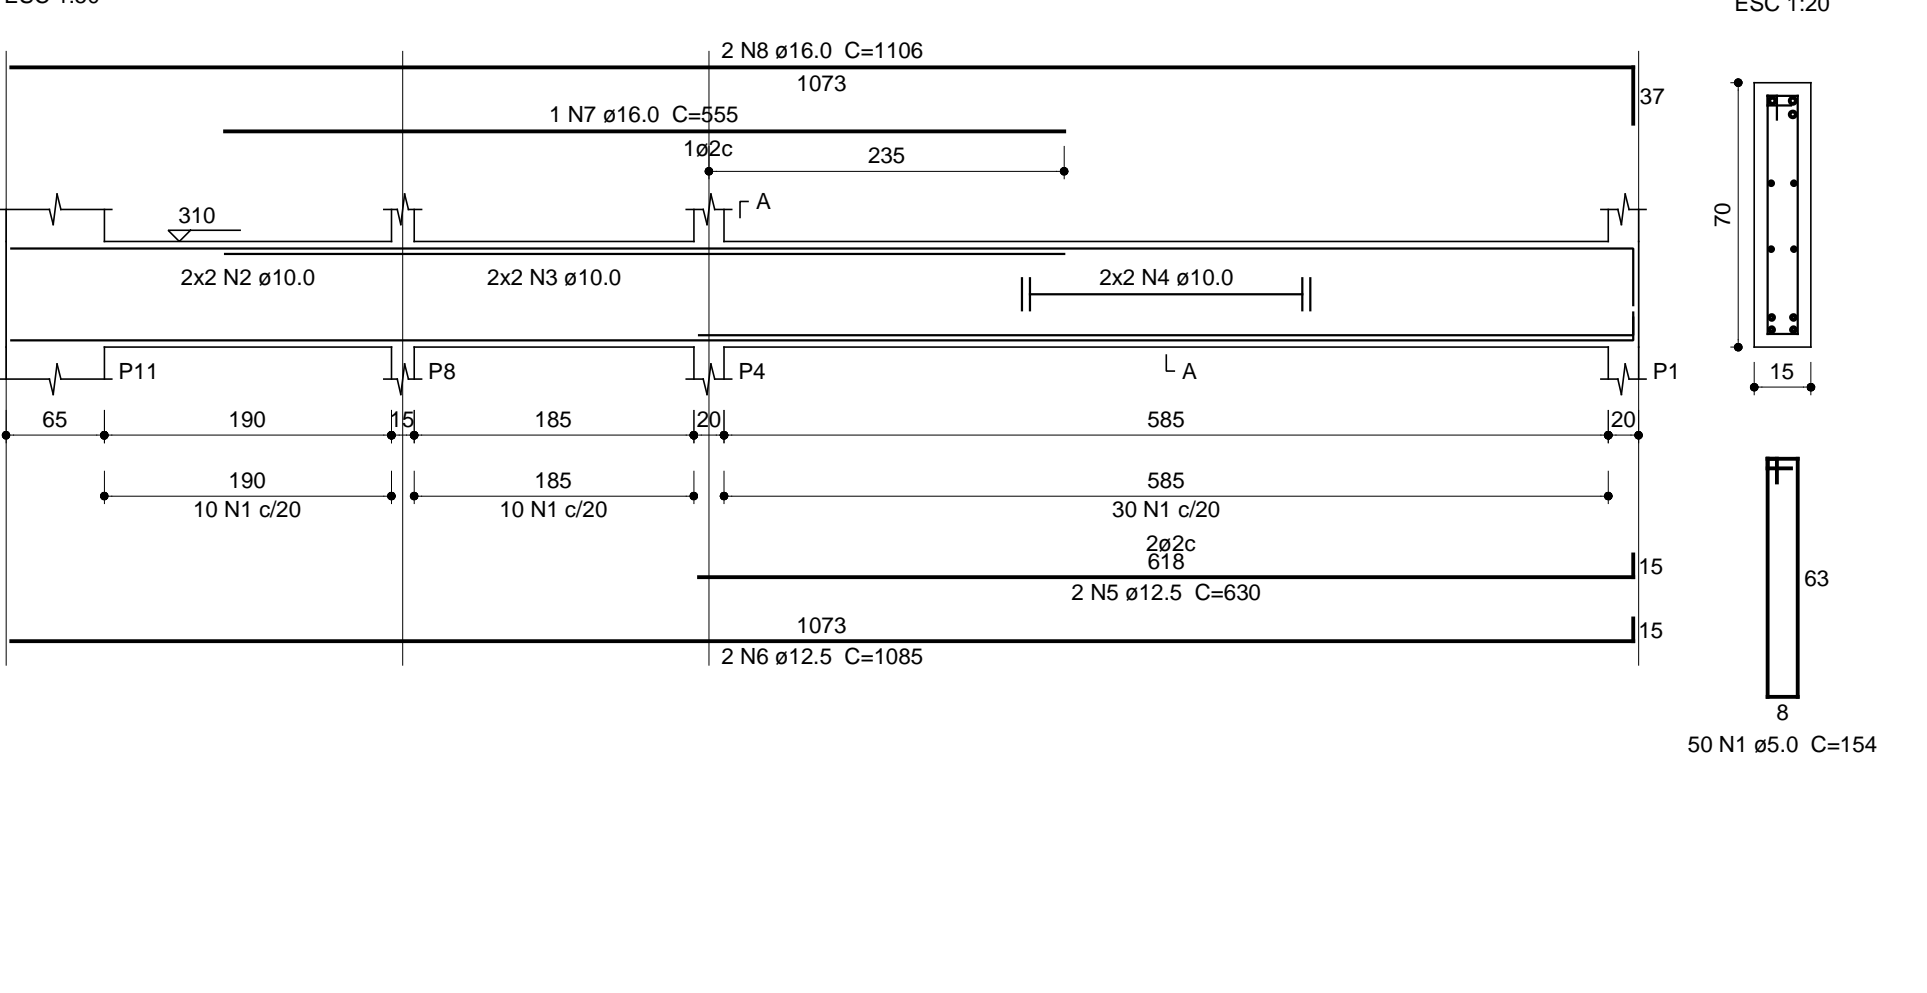 ESC 1:20
2 N8 ø16.0 C=1106
1073
37
1 N7 ø16.0 C=555
1ø2c
235
A
310
2x2 N2 ø10.0
2x2 N3 ø10.0
2x2 N4 ø10.0
70
P11
P8
P4
A
P1
15
65
190
15
185
20
585
20
190
185
585
10 N1 c/20
10 N1 c/20
30 N1 c/20
2ø2c
618
15
2 N5 ø12.5 C=630
63
1073
15
2 N6 ø12.5 C=1085
8
50 N1 ø5.0 C=154